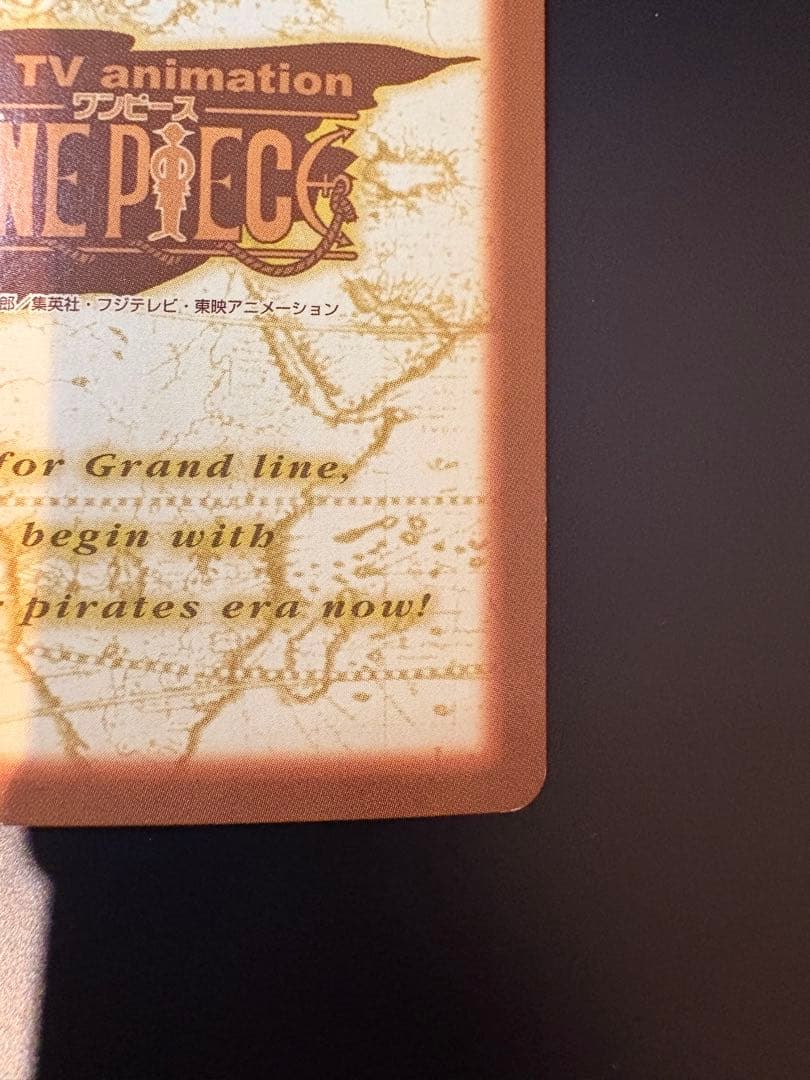 TV animation
ワンピース
NE PIECE
郎／集英社・フジテレビ・東映アニメーション
for Grand line,
begin with
pirates era now!